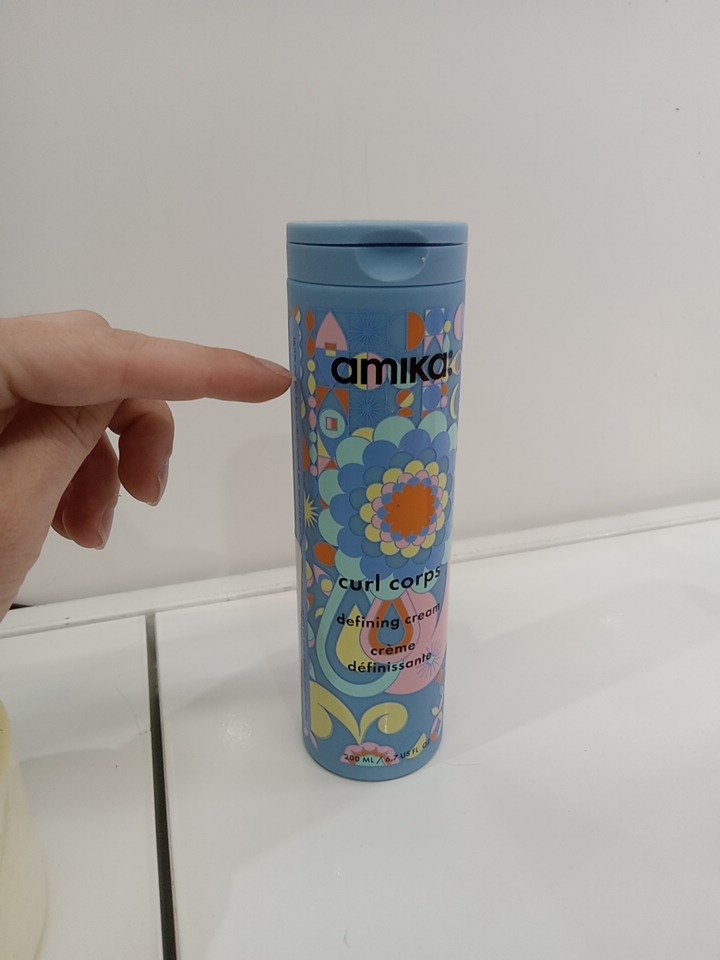 amika:
curl corps
defining cream
crème
définissante
200 ML / 6.7 US FL. OZ